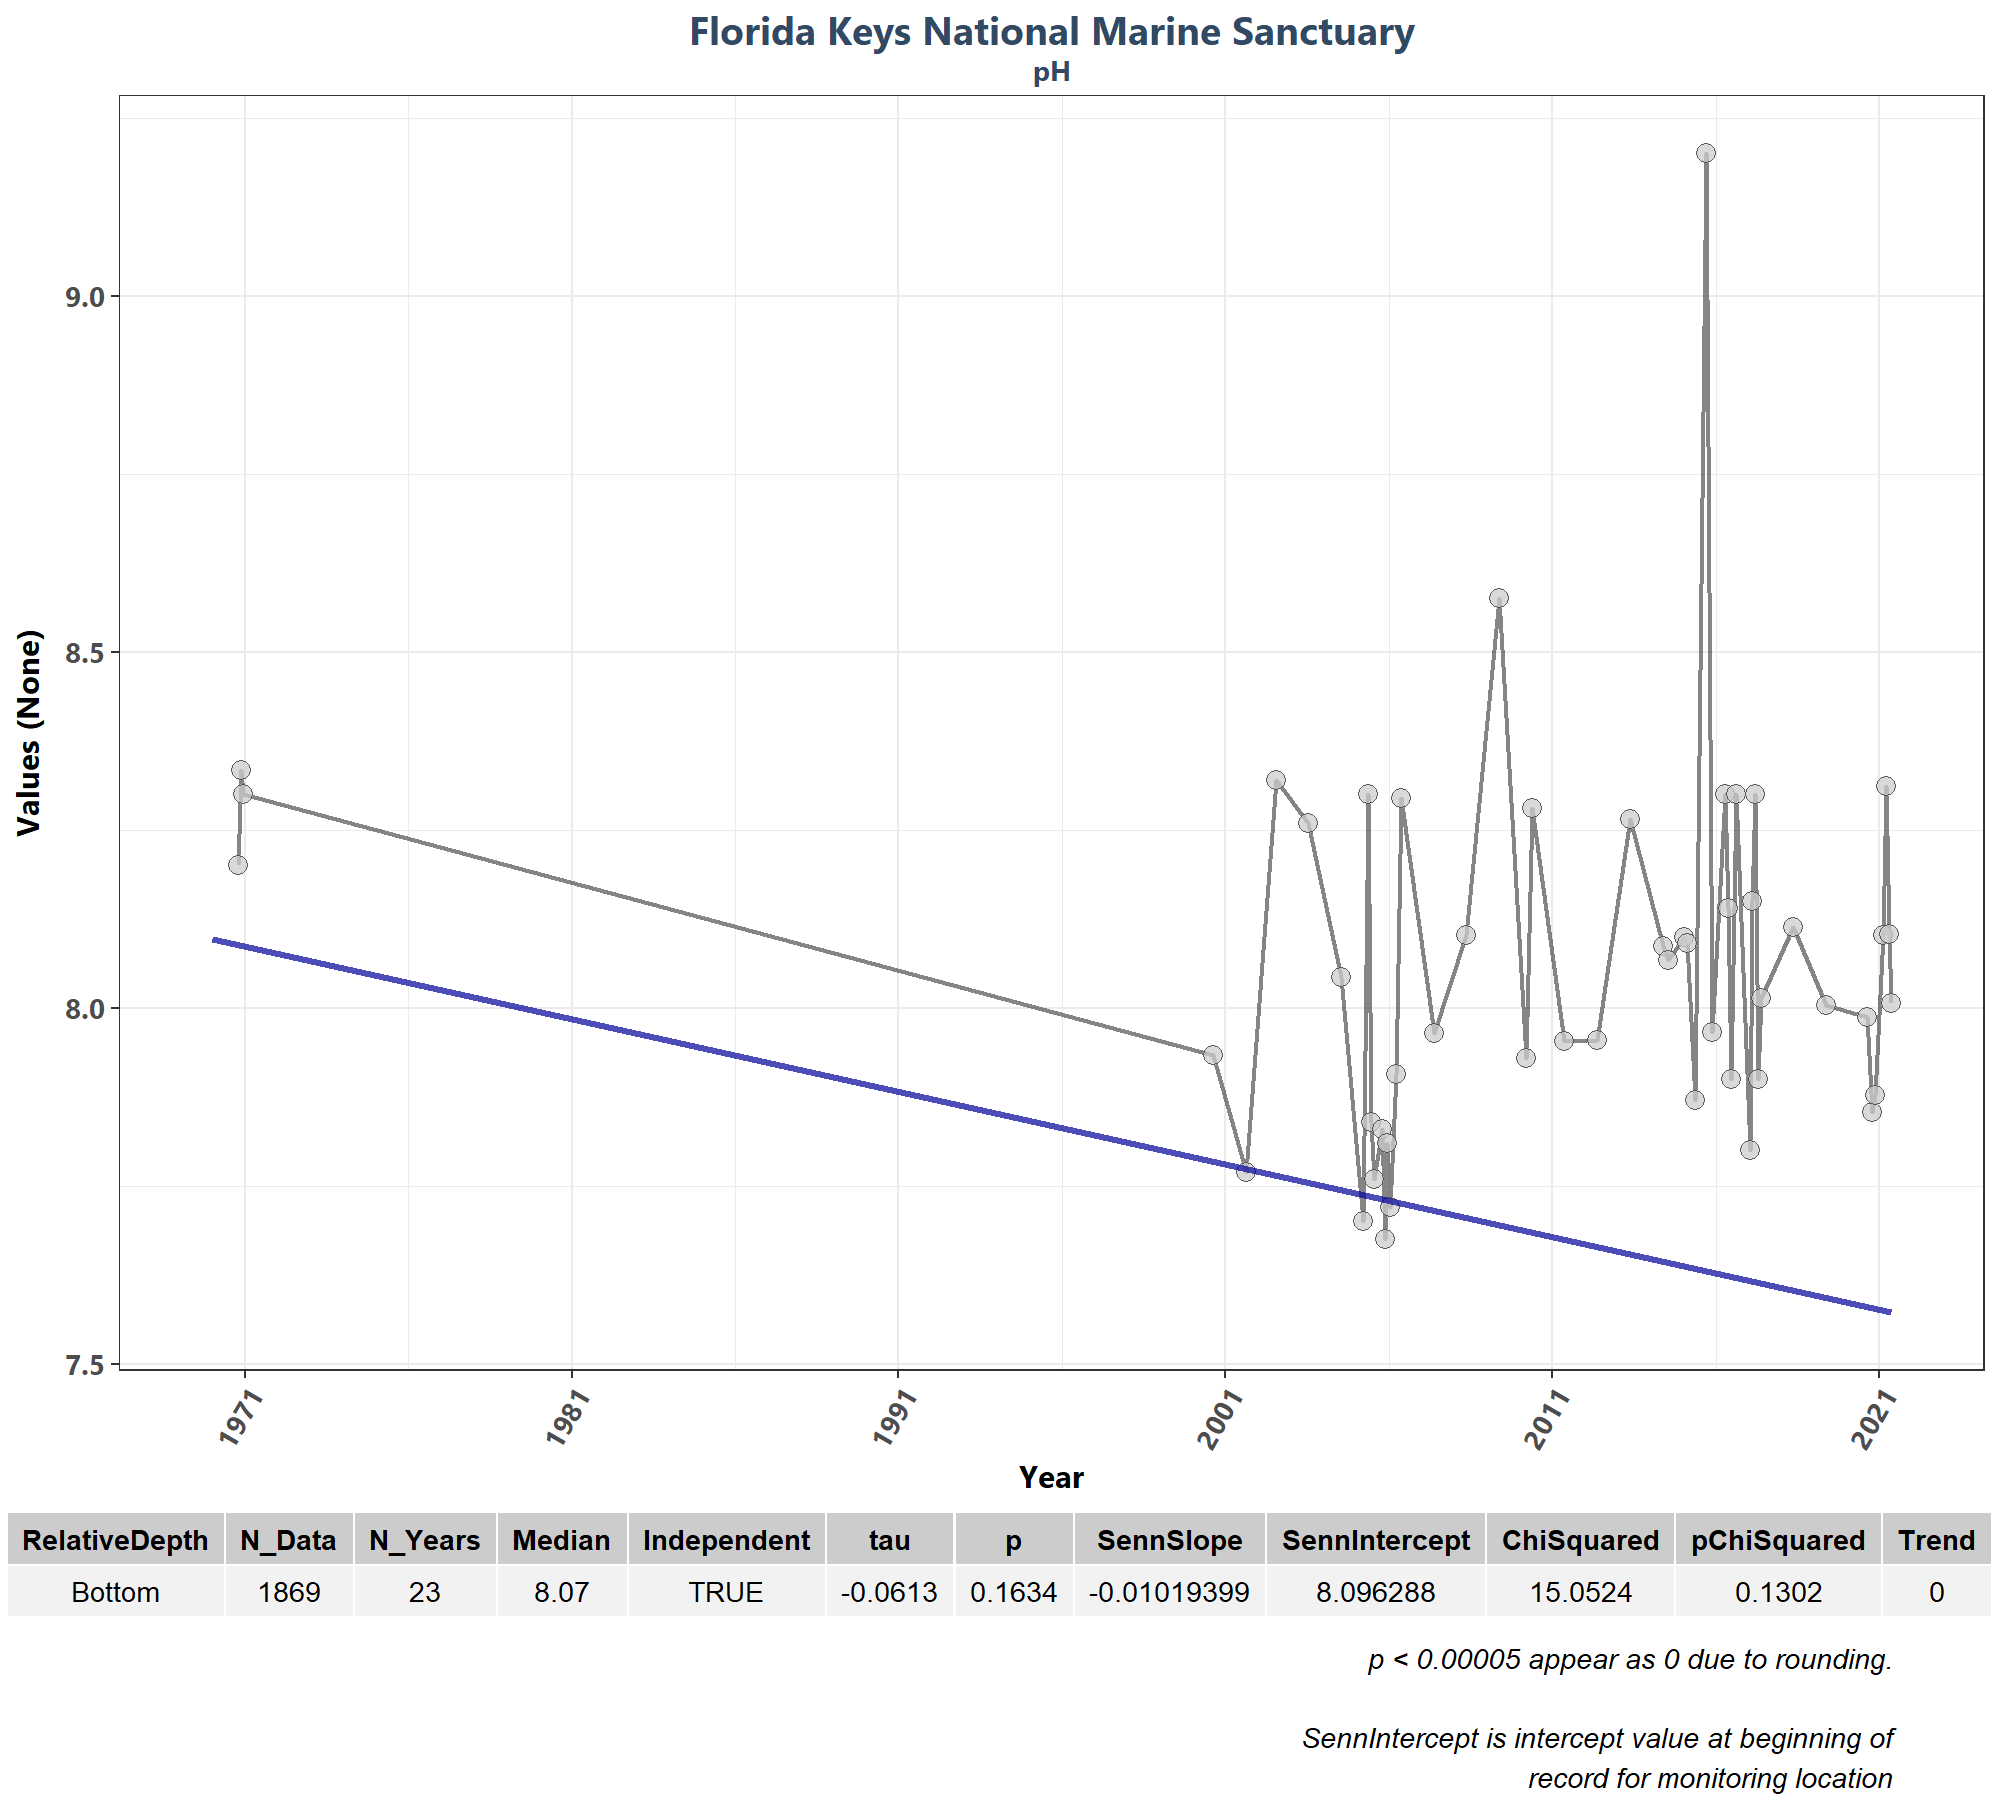 Florida Keys National Marine Sanctuary
pH
Values (None)
9.0
8.5
8.0
7.5
1971
1981
1991
2001
2011
2021
Year
RelativeDepth N_Data N_Years Median Independent tau p SennSlope SennIntercept ChiSquared pChiSquared Trend
Bottom 1869 23 8.07 TRUE -0.0613 0.1634 -0.01019399 8.096288 15.0524 0.1302 0
p < 0.00005 appear as 0 due to rounding.
SennIntercept is intercept value at beginning of
record for monitoring location